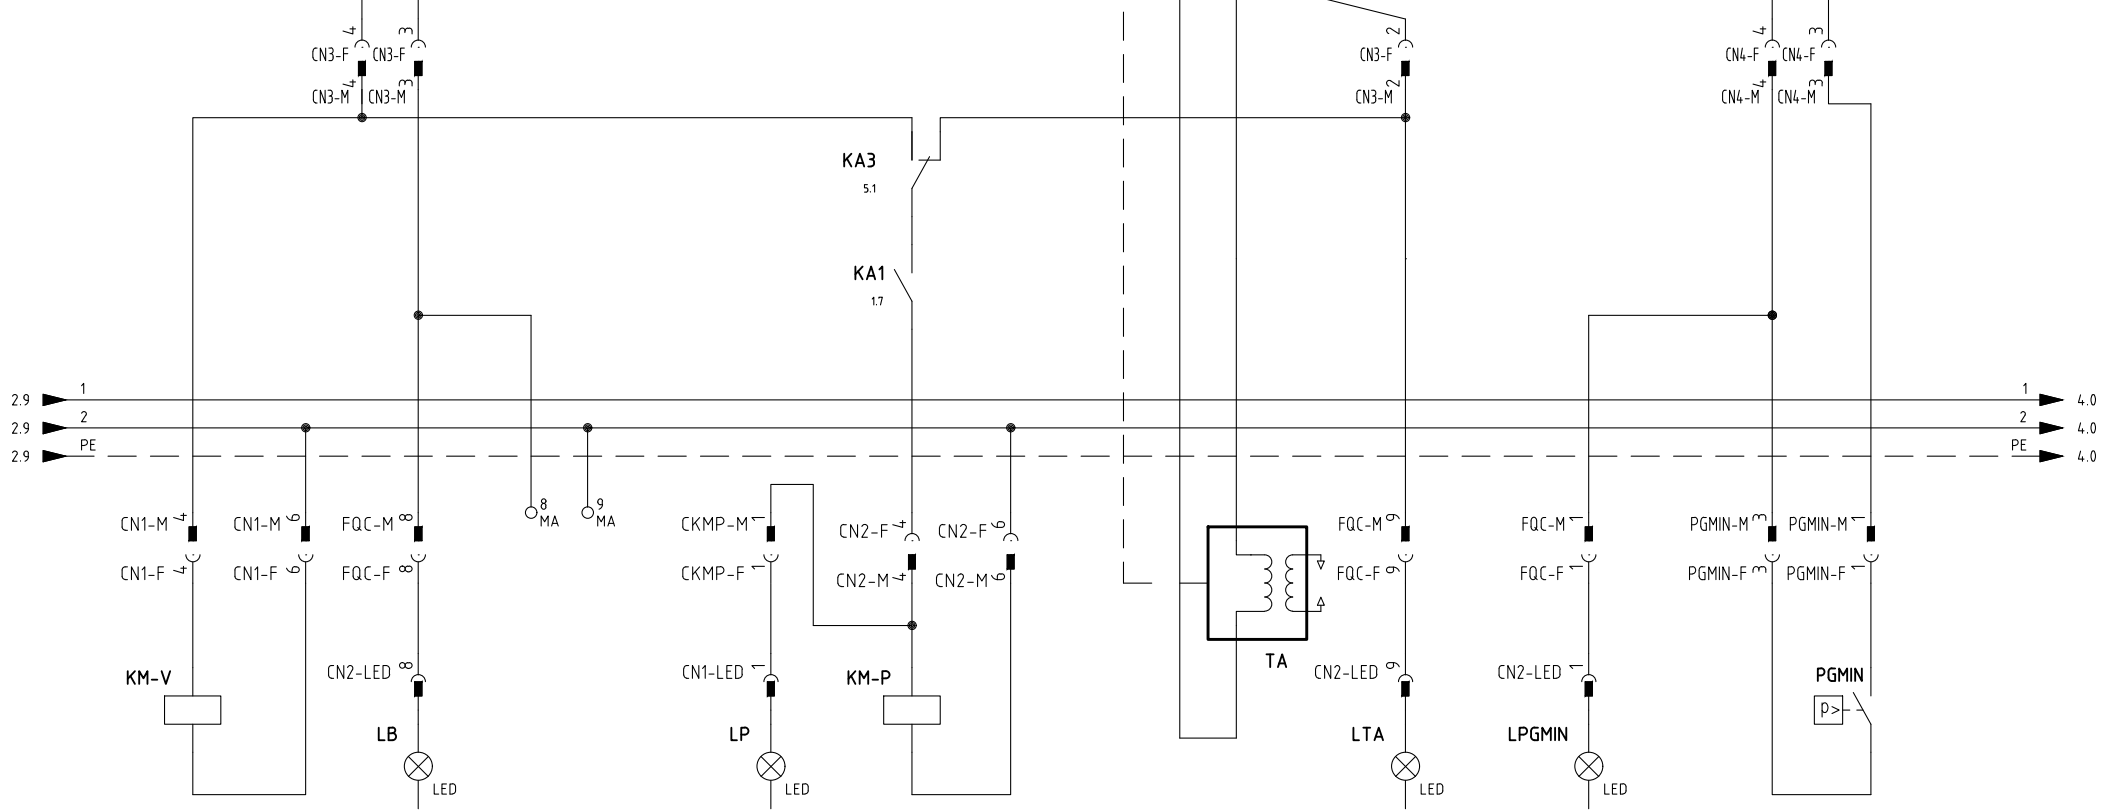 4 3 2 4 3
CN3-F CN3-F CN3-F CN4-F CN4-F
4 3 2 4 3
CN3-M CN3-M CN3-M CN4-M CN4-M
KA3
5.1
KA1
1.7
1 1
2.9 4.0
2 2
2.9 4.0
PE PE
2.9 4.0
8 9
MA MA
CN1-M 4 CN1-M 6 FQC-M 8 CKMP-M 1 CN2-F 4 CN2-F 6 FQC-M 9 FQC-M 1 PGMIN-M 3 PGMIN-M 1
CN1-F 4 CN1-F 6 FQC-F 8 CKMP-F 1 CN2-M 4 CN2-M 6 FQC-F 9 FQC-F 1 PGMIN-F 3 PGMIN-F 1
TA
KM-V CN2-LED 8 CN1-LED 1 KM-P CN2-LED 9 CN2-LED 1 PGMIN
P>
LB LP LTA LPGMIN
LED LED LED LED